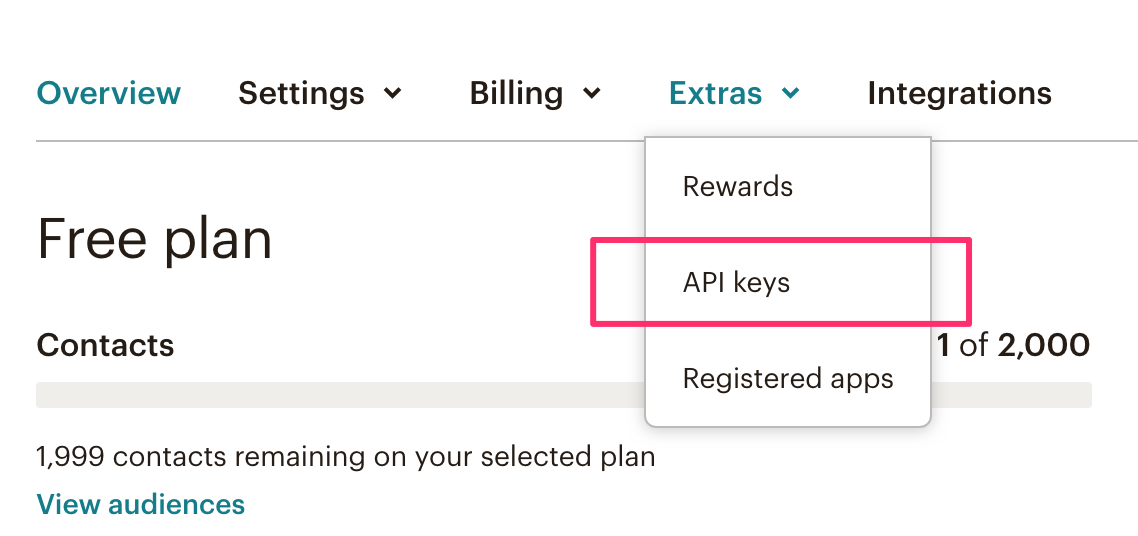 Overview Settings Billing Extras Integrations
Rewards
Free plan
API keys
Contacts 1 of 2,000
Registered apps
1,999 contacts remaining on your selected plan
View audiences